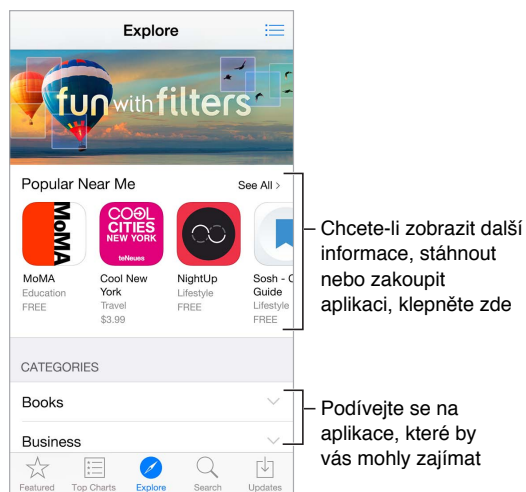 Explore
fun with filters
Popular Near Me
See All >
MoMA
COOL
CITIES
NEW YORK
teNeues
MoMA
Education
FREE
Cool New
York
Travel
$3.99
NightUp
Lifestyle
FREE
Sosh - C
Guide
Lifestyle
FREE
Chcete-li zobrazit další
informace, stáhnout
nebo zakoupit
aplikaci, klepněte zde
CATEGORIES
Books
Business
Podívejte se na
aplikace, které by
vás mohly zajímat
Featured
Top Charts
Explore
Search
Updates